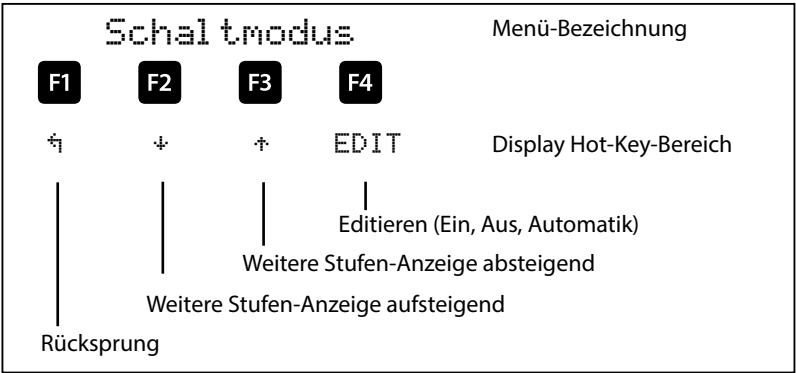 Schaltmodus Menü-Bezeichnung
F1 F2 F3 F4
↰ ↓ ↑ EDIT Display Hot-Key-Bereich
Editieren (Ein, Aus, Automatik)
Weitere Stufen-Anzeige absteigend
Weitere Stufen-Anzeige aufsteigend
Rücksprung